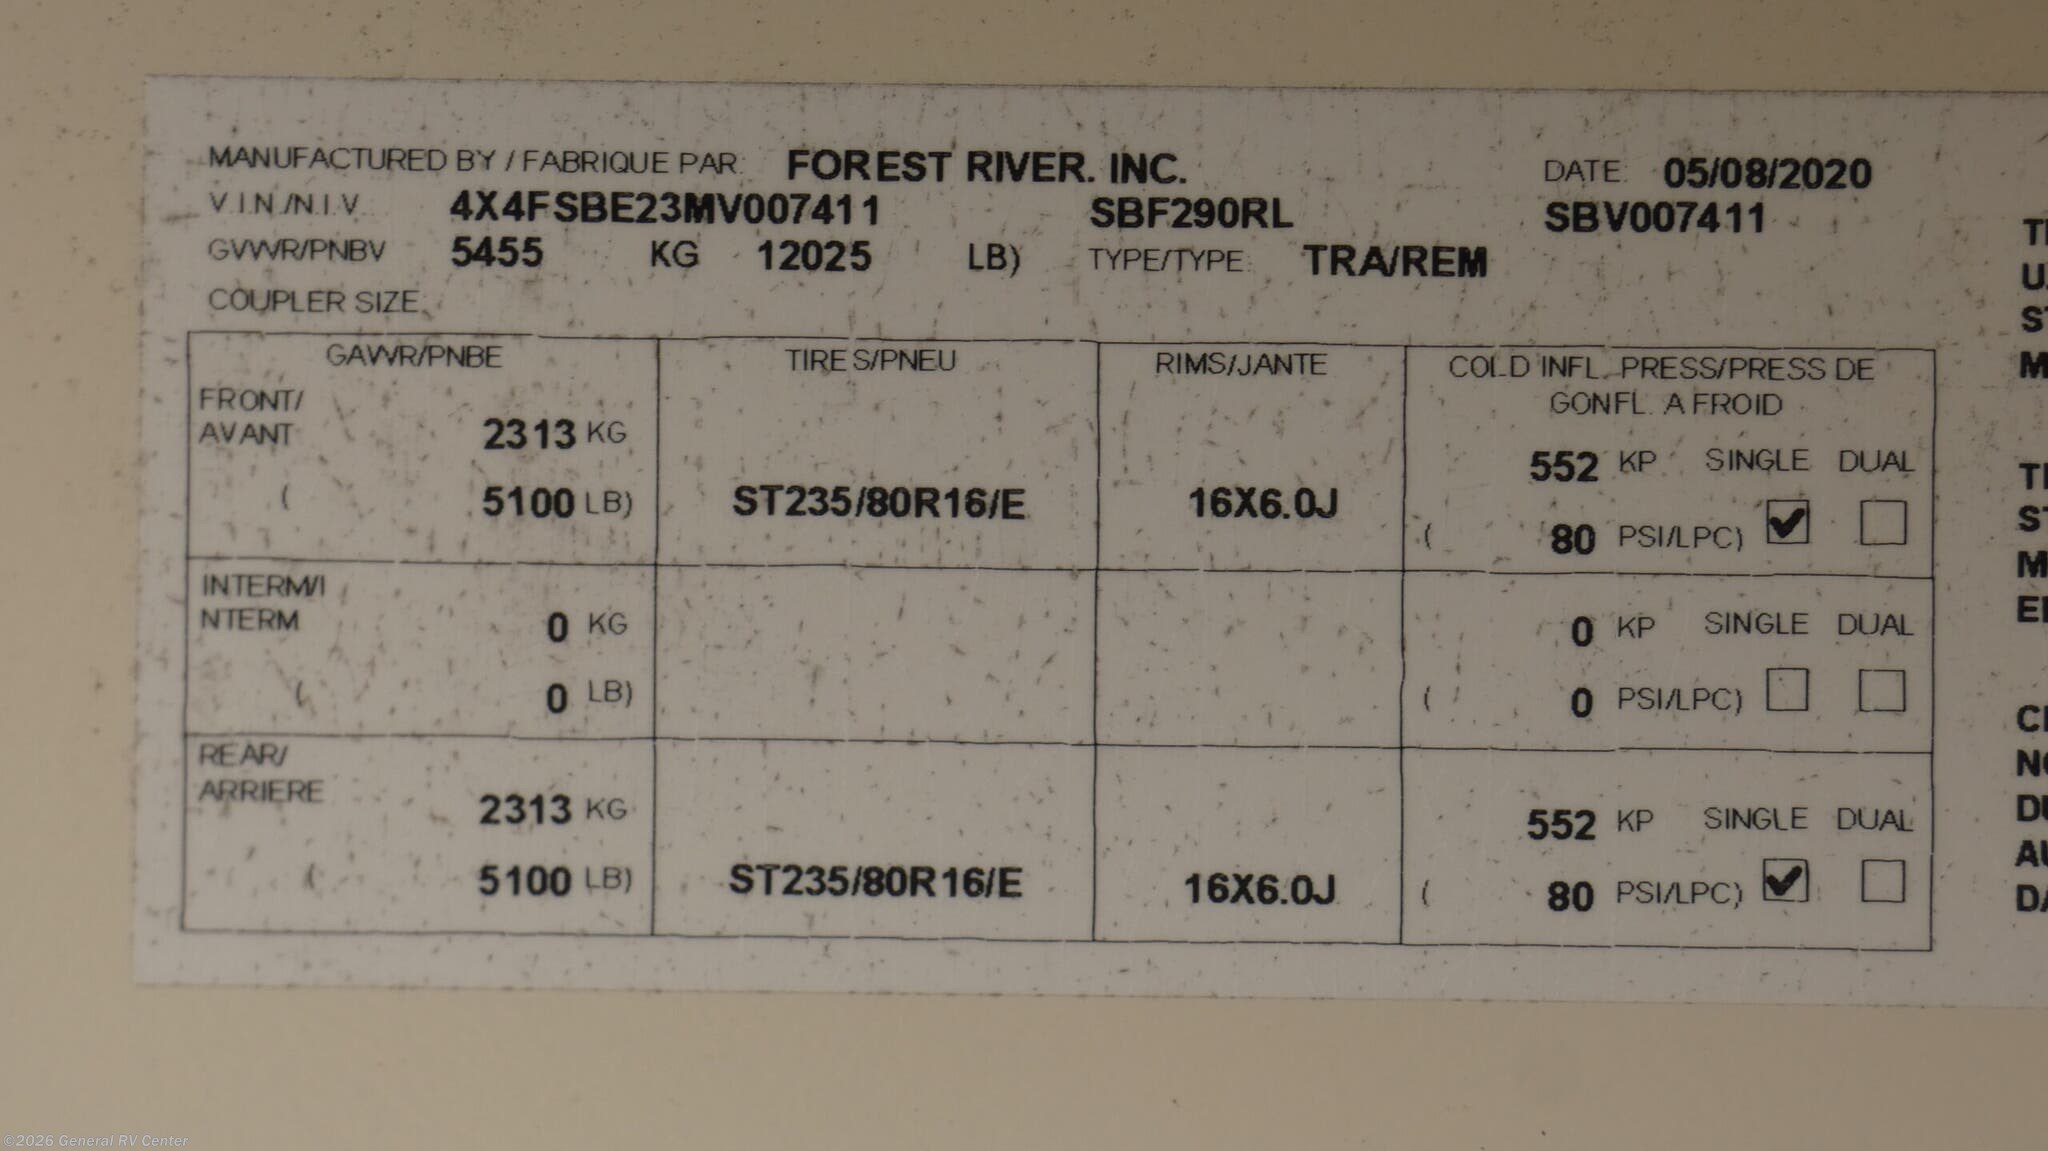 MANUFACTURED BY / FABRIQUE PAR: FOREST RIVER. INC. DATE: 05/08/2020
V.I.N./N.I.V. 4X4FSBE23MV007411 SBF290RL SBV007411
GVWR/PNBV 5455 KG 12025 LB) TYPE/TYPE: TRA/REM
COUPLER SIZE:
GAWR/PNBE TIRES/PNEU RIMS/JANTE COLD INFL. PRESS/PRESS DE
GONFL. A FROID
FRONT/
AVANT 2313 KG 552 KP SINGLE DUAL
( 5100 LB) ST235/80R16/E 16X6.0J ( 80 PSI/LPC)
INTERM/I
NTERM 0 KG 0 KP SINGLE DUAL
( 0 LB) ( 0 PSI/LPC)
REAR/
ARRIERE 2313 KG 552 KP SINGLE DUAL
( 5100 LB) ST235/80R16/E 16X6.0J ( 80 PSI/LPC)
©2026 General RV Center